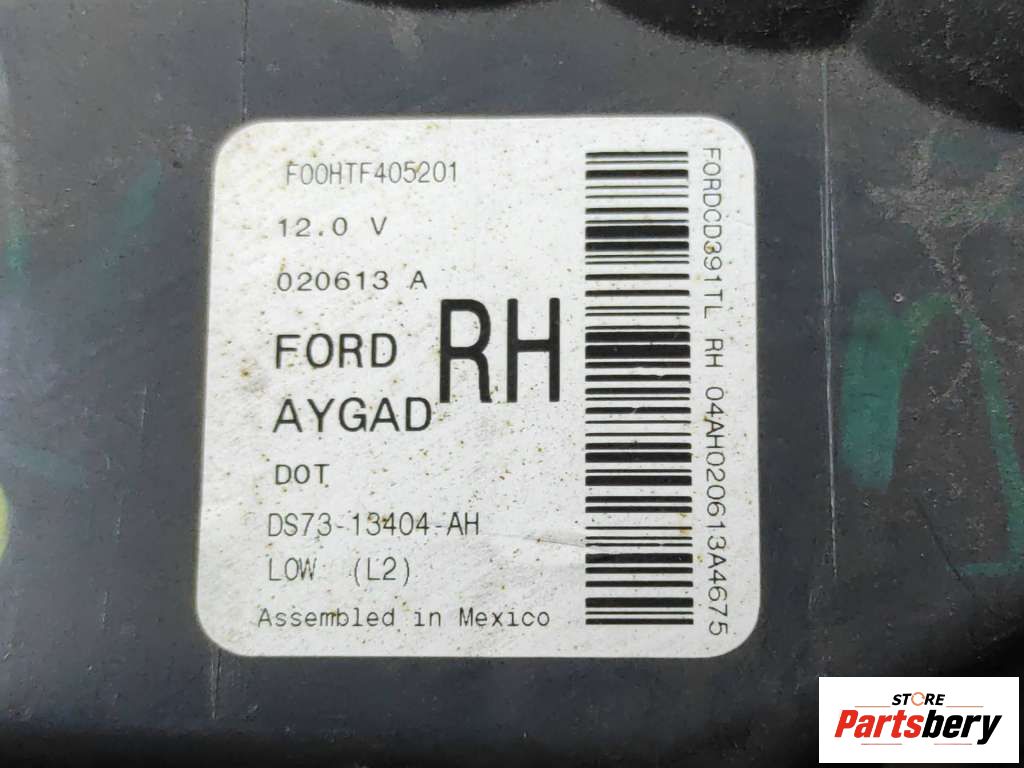 F00HTF405201
12.0 V
020613 A
FORD
RH
AYGAD
DOT
DS73-13404-AH
LOW (L2)
Assembled in Mexico
FORDCD391TL RH 04AH020613A4675
STORE
Partsbery